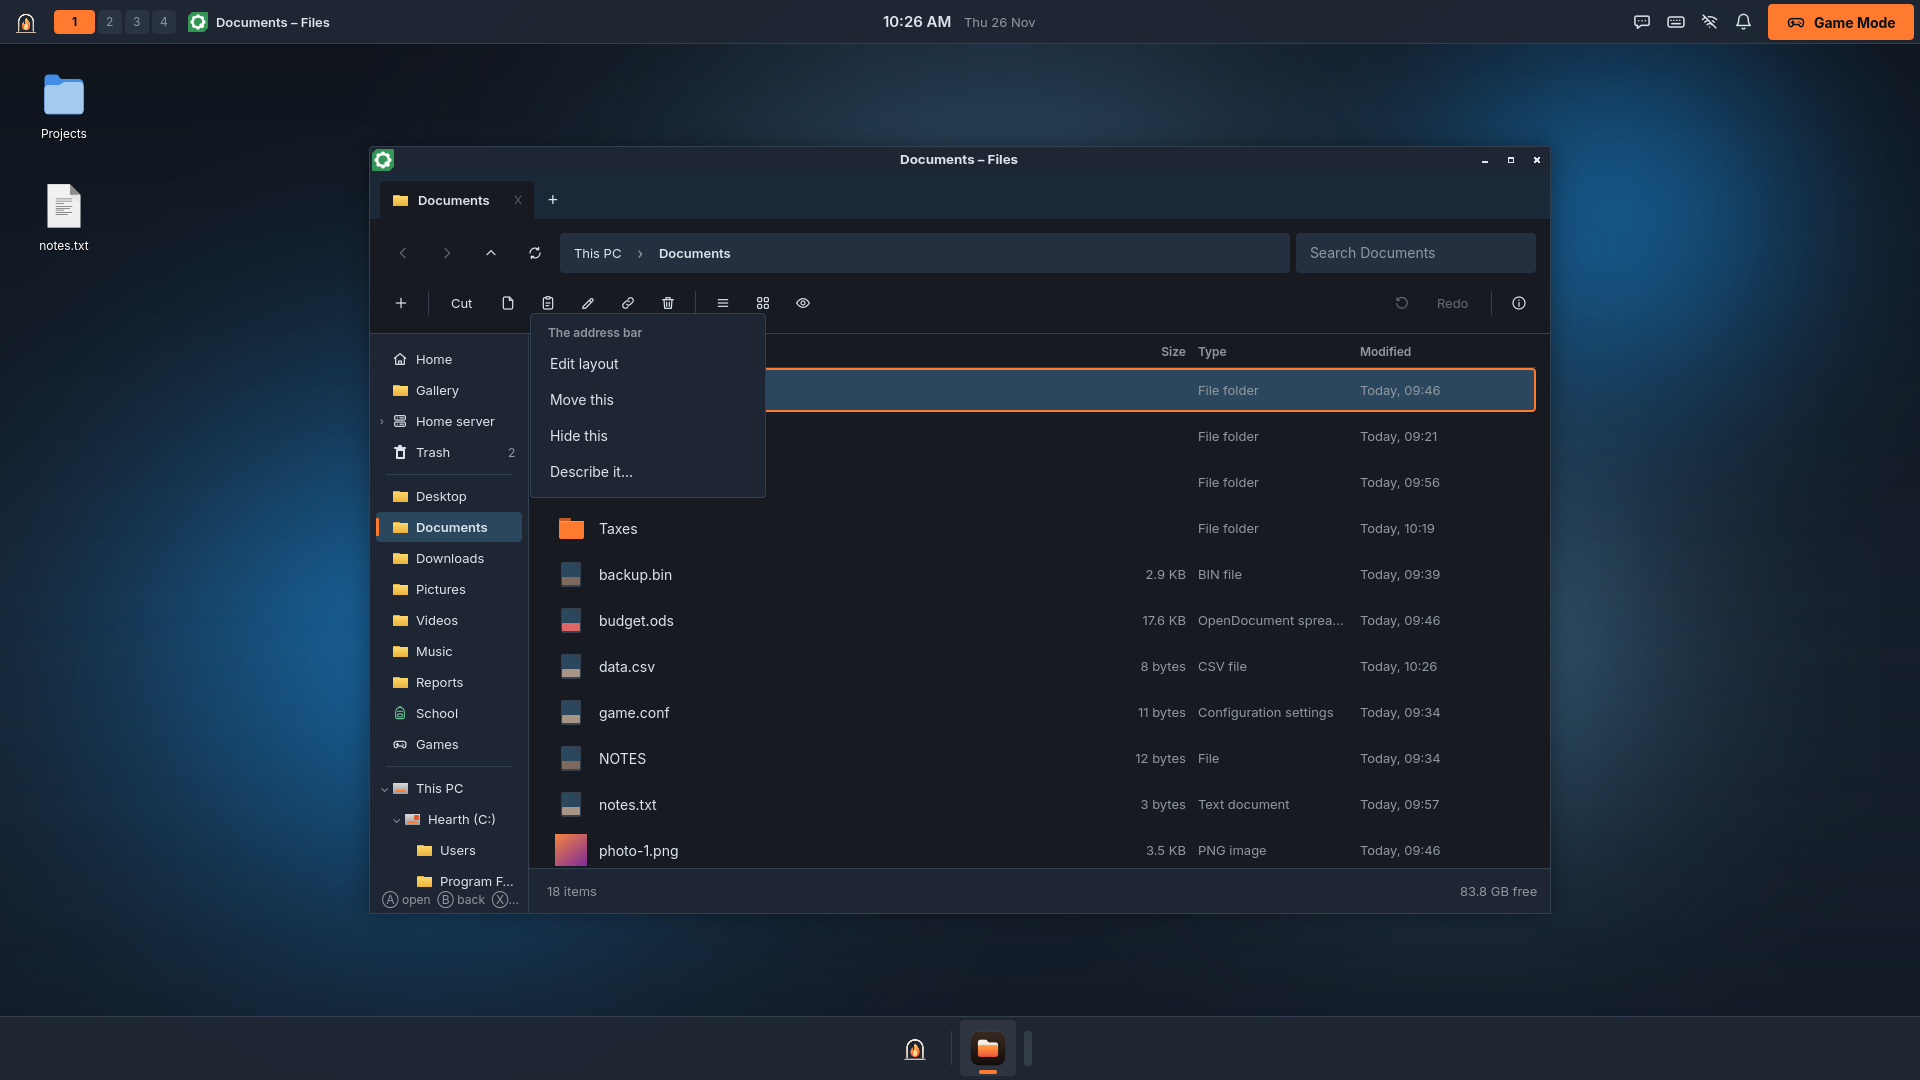 1 2 3 4 Documents – Files
10:26 AM Thu 26 Nov
Game Mode
Projects
notes.txt
Documents – Files
Documents X +
This PC › Documents
Search Documents
Cut
Redo
The address bar
Edit layout
Move this
Hide this
Describe it...
Home
Gallery
Home server
Trash 2
Desktop
Documents
Downloads
Pictures
Videos
Music
Reports
School
Games
This PC
Hearth (C:)
Users
Program F...
A open B back X...
Size Type Modified
File folder Today, 09:46
File folder Today, 09:21
File folder Today, 09:56
Taxes File folder Today, 10:19
backup.bin 2.9 KB BIN file Today, 09:39
budget.ods 17.6 KB OpenDocument sprea... Today, 09:46
data.csv 8 bytes CSV file Today, 10:26
game.conf 11 bytes Configuration settings Today, 09:34
NOTES 12 bytes File Today, 09:34
notes.txt 3 bytes Text document Today, 09:57
photo-1.png 3.5 KB PNG image Today, 09:46
18 items
83.8 GB free